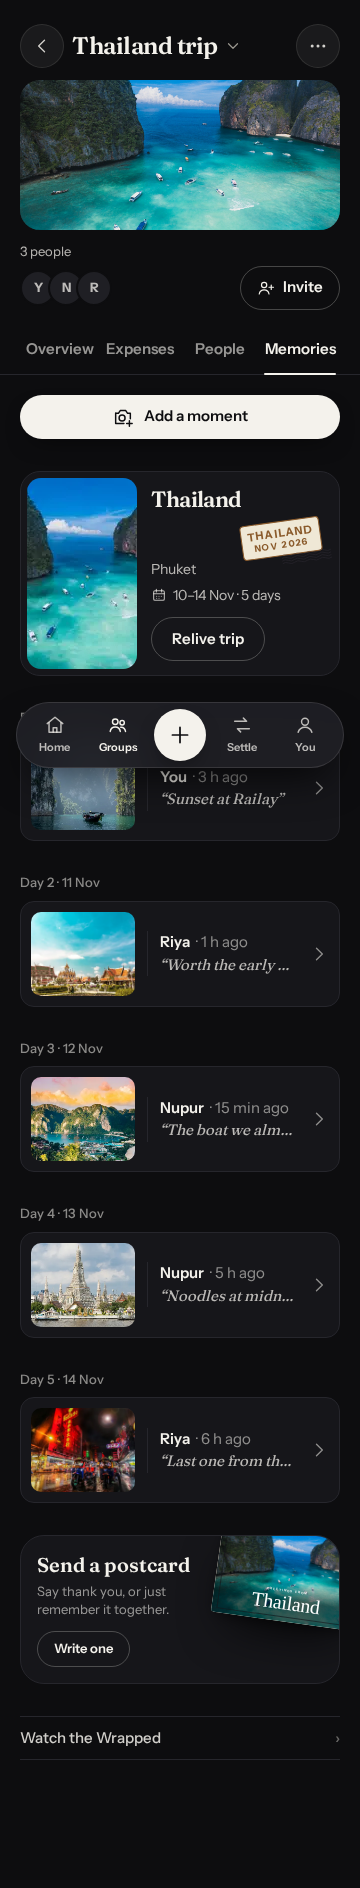 Thailand trip
3 people
Y N R
Invite
Overview Expenses People Memories
Add a moment
Thailand
THAILAND
NOV 2026
Phuket
10–14 Nov · 5 days
Relive trip
Home Groups Settle You
You · 3 h ago
“Sunset at Railay”
Day 2 · 11 Nov
Riya · 1 h ago
“Worth the early ...
Day 3 · 12 Nov
Nupur · 15 min ago
“The boat we alm...
Day 4 · 13 Nov
Nupur · 5 h ago
“Noodles at midn...
Day 5 · 14 Nov
Riya · 6 h ago
“Last one from th...
Send a postcard
Say thank you, or just
remember it together.
GREETINGS FROM
Thailand
Write one
Watch the Wrapped